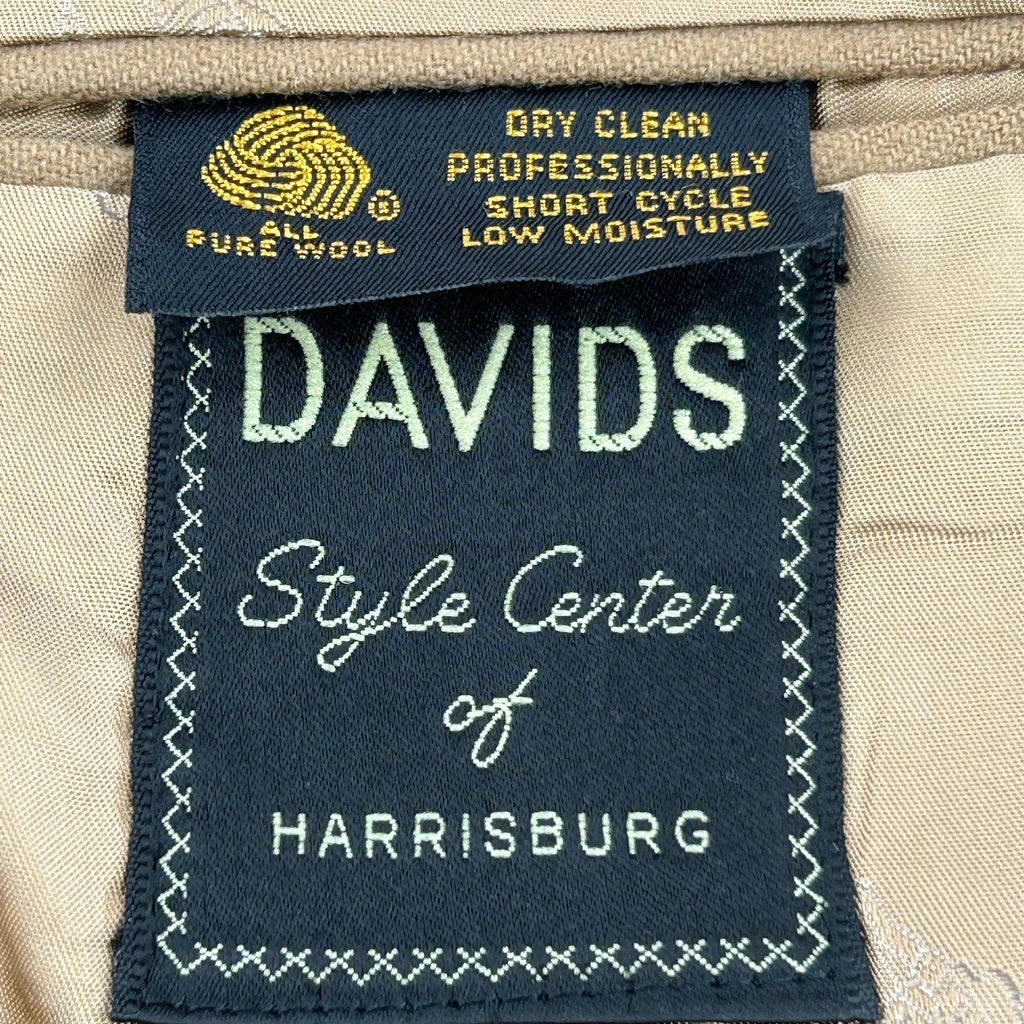 ALL
PURE WOOL
®
DRY CLEAN
PROFESSIONALLY
SHORT CYCLE
LOW MOISTURE
DAVIDS
Style Center
of
HARRISBURG